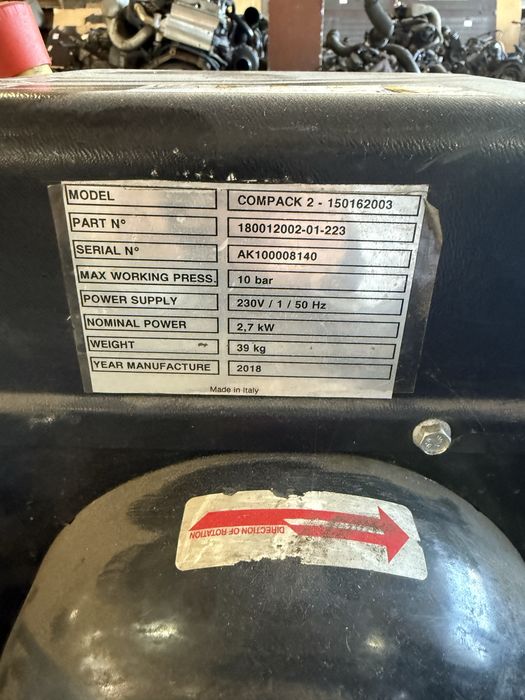 MODEL COMPACK 2 - 150162003
PART Nº 180012002-01-223
SERIAL Nº AK100008140
MAX WORKING PRESS. 10 bar
POWER SUPPLY 230V / 1 / 50 Hz
NOMINAL POWER 2,7 kW
WEIGHT 39 kg
YEAR MANUFACTURE 2018
Made in Italy
DIRECTION OF ROTATION